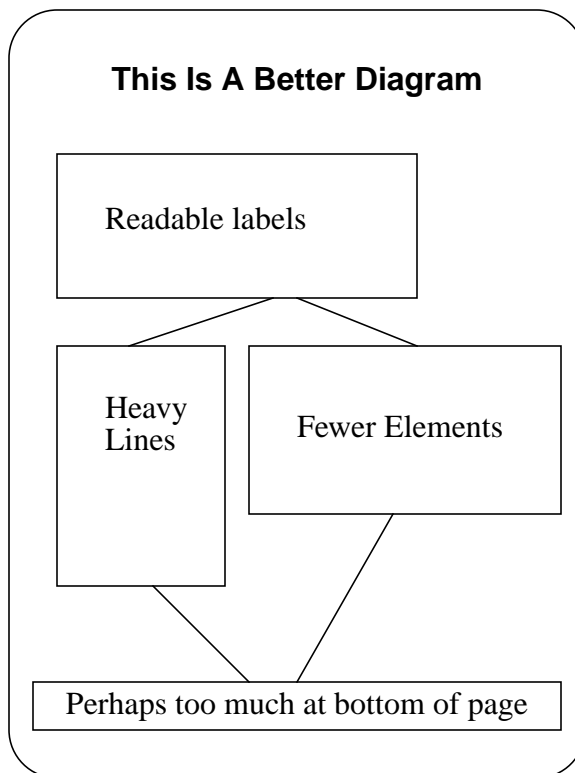 This Is A Better Diagram
Readable labels
Heavy
Lines
Fewer Elements
Perhaps too much at bottom of page